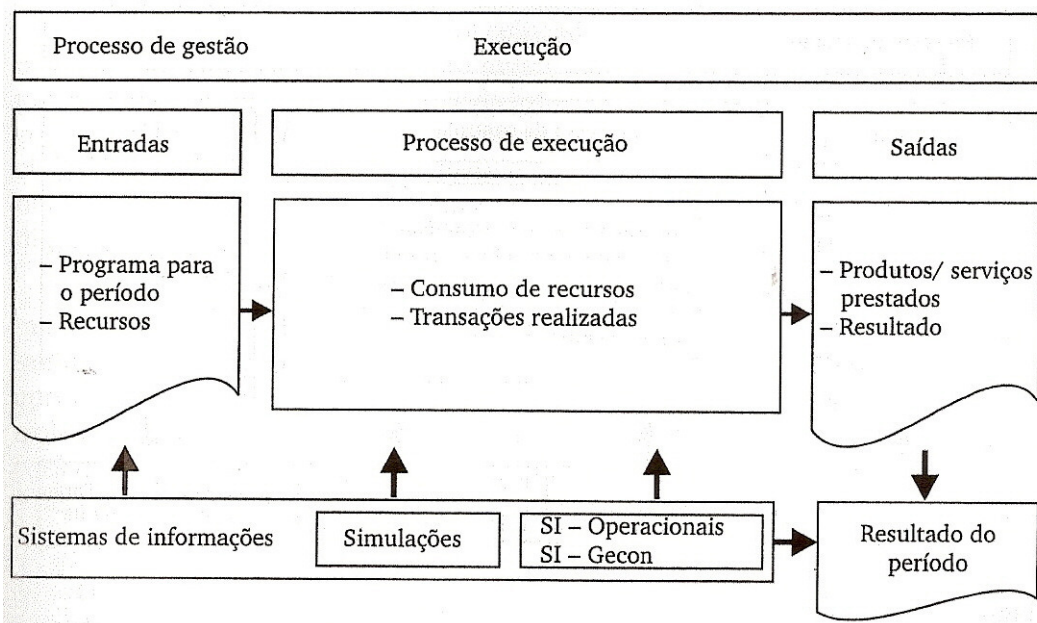 Processo de gestão
Execução
Entradas
Processo de execução
Saídas
– Programa para
o período
– Recursos
– Consumo de recursos
– Transações realizadas
– Produtos/ serviços
prestados
– Resultado
Sistemas de informações
Simulações
SI – Operacionais
SI – Gecon
Resultado do
período